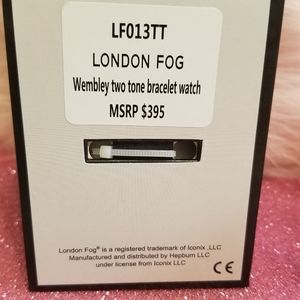 LF013TT
LONDON FOG
Wembley two tone bracelet watch
MSRP $395
London Fog® is a registered trademark of Iconix ,LLC
Manufactured and distributed by Hepburn LLC
under license from Iconix LLC
CE